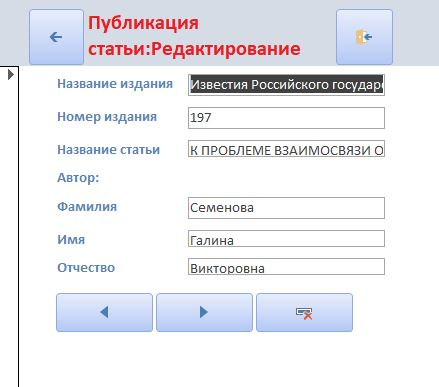 Публикация
статьи:Редактирование
Название издания Известия Российского государ
Номер издания 197
Название статьи К ПРОБЛЕМЕ ВЗАИМОСВЯЗИ О
Автор:
Фамилия Семенова
Имя Галина
Отчество Викторовна